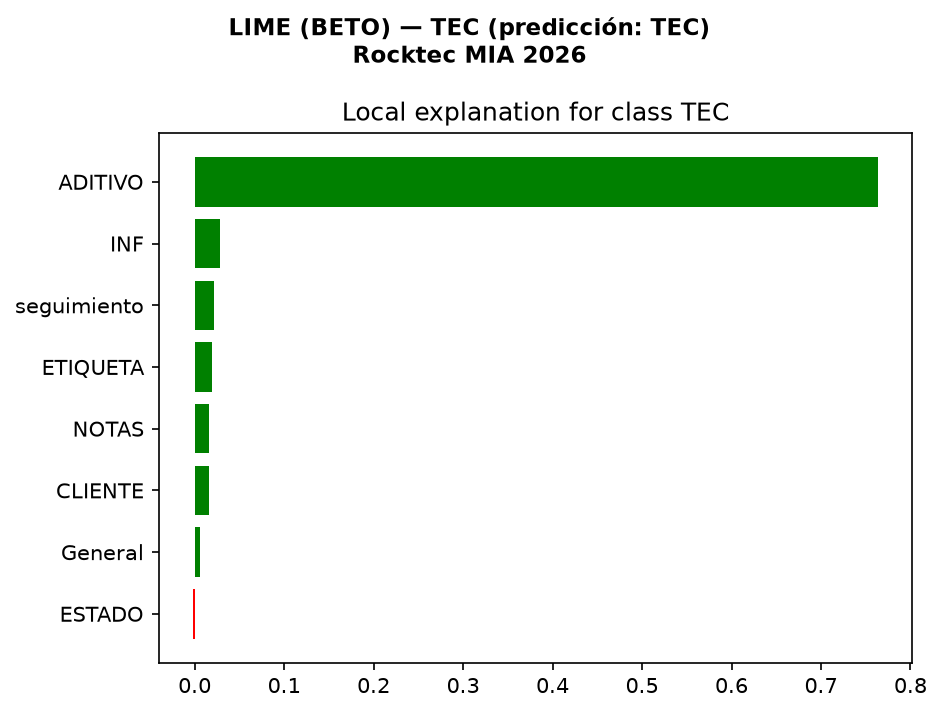 LIME (BETO) — TEC (predicción: TEC)
Rocktec MIA 2026
Local explanation for class TEC
ADITIVO
INF
seguimiento
ETIQUETA
NOTAS
CLIENTE
General
ESTADO
0.0 0.1 0.2 0.3 0.4 0.5 0.6 0.7 0.8